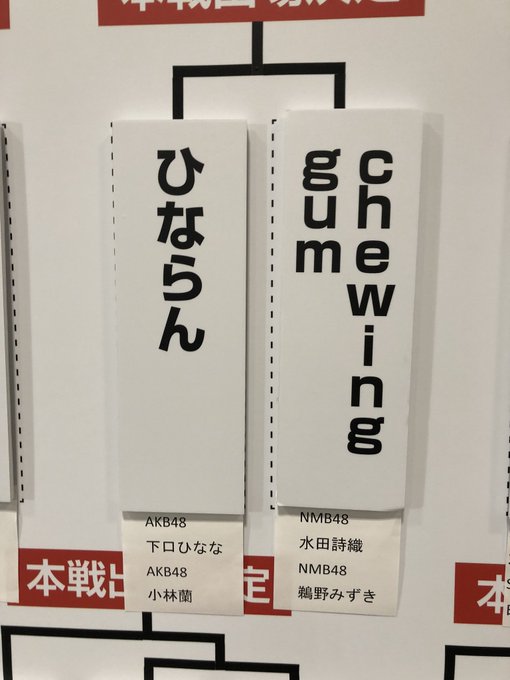 ひならん
chewing
gum
AKB48
下口ひなな
AKB48
小林蘭
NMB48
水田詩織
NMB48
鵜野みずき
本戦出
定
本